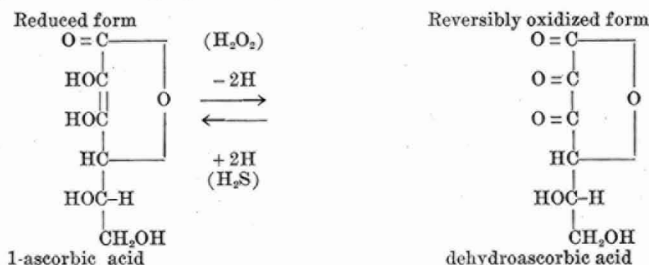 Reduced form Reversibly oxidized form
O=C (H₂O₂) O=C
HOC −2H O=C
O O
HOC O=C
HC +2H HC
(H₂S)
HOC-H HOC-H
CH₂OH CH₂OH
1-ascorbic acid dehydroascorbic acid